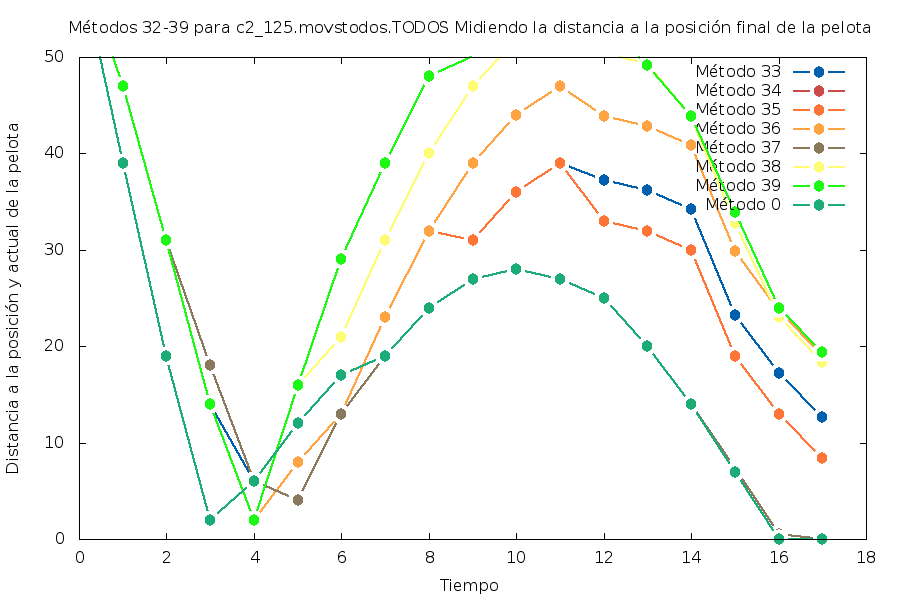 Métodos 32-39 para c2_125.movstodos.TODOS Midiendo la distancia a la posición final de la pelota
Distancia a la posición y actual de la pelota
50
40
30
20
10
0
0 2 4 6 8 10 12 14 16 18
Tiempo
Método 33
Método 34
Método 35
Método 36
Método 37
Método 38
Método 39
Método 0